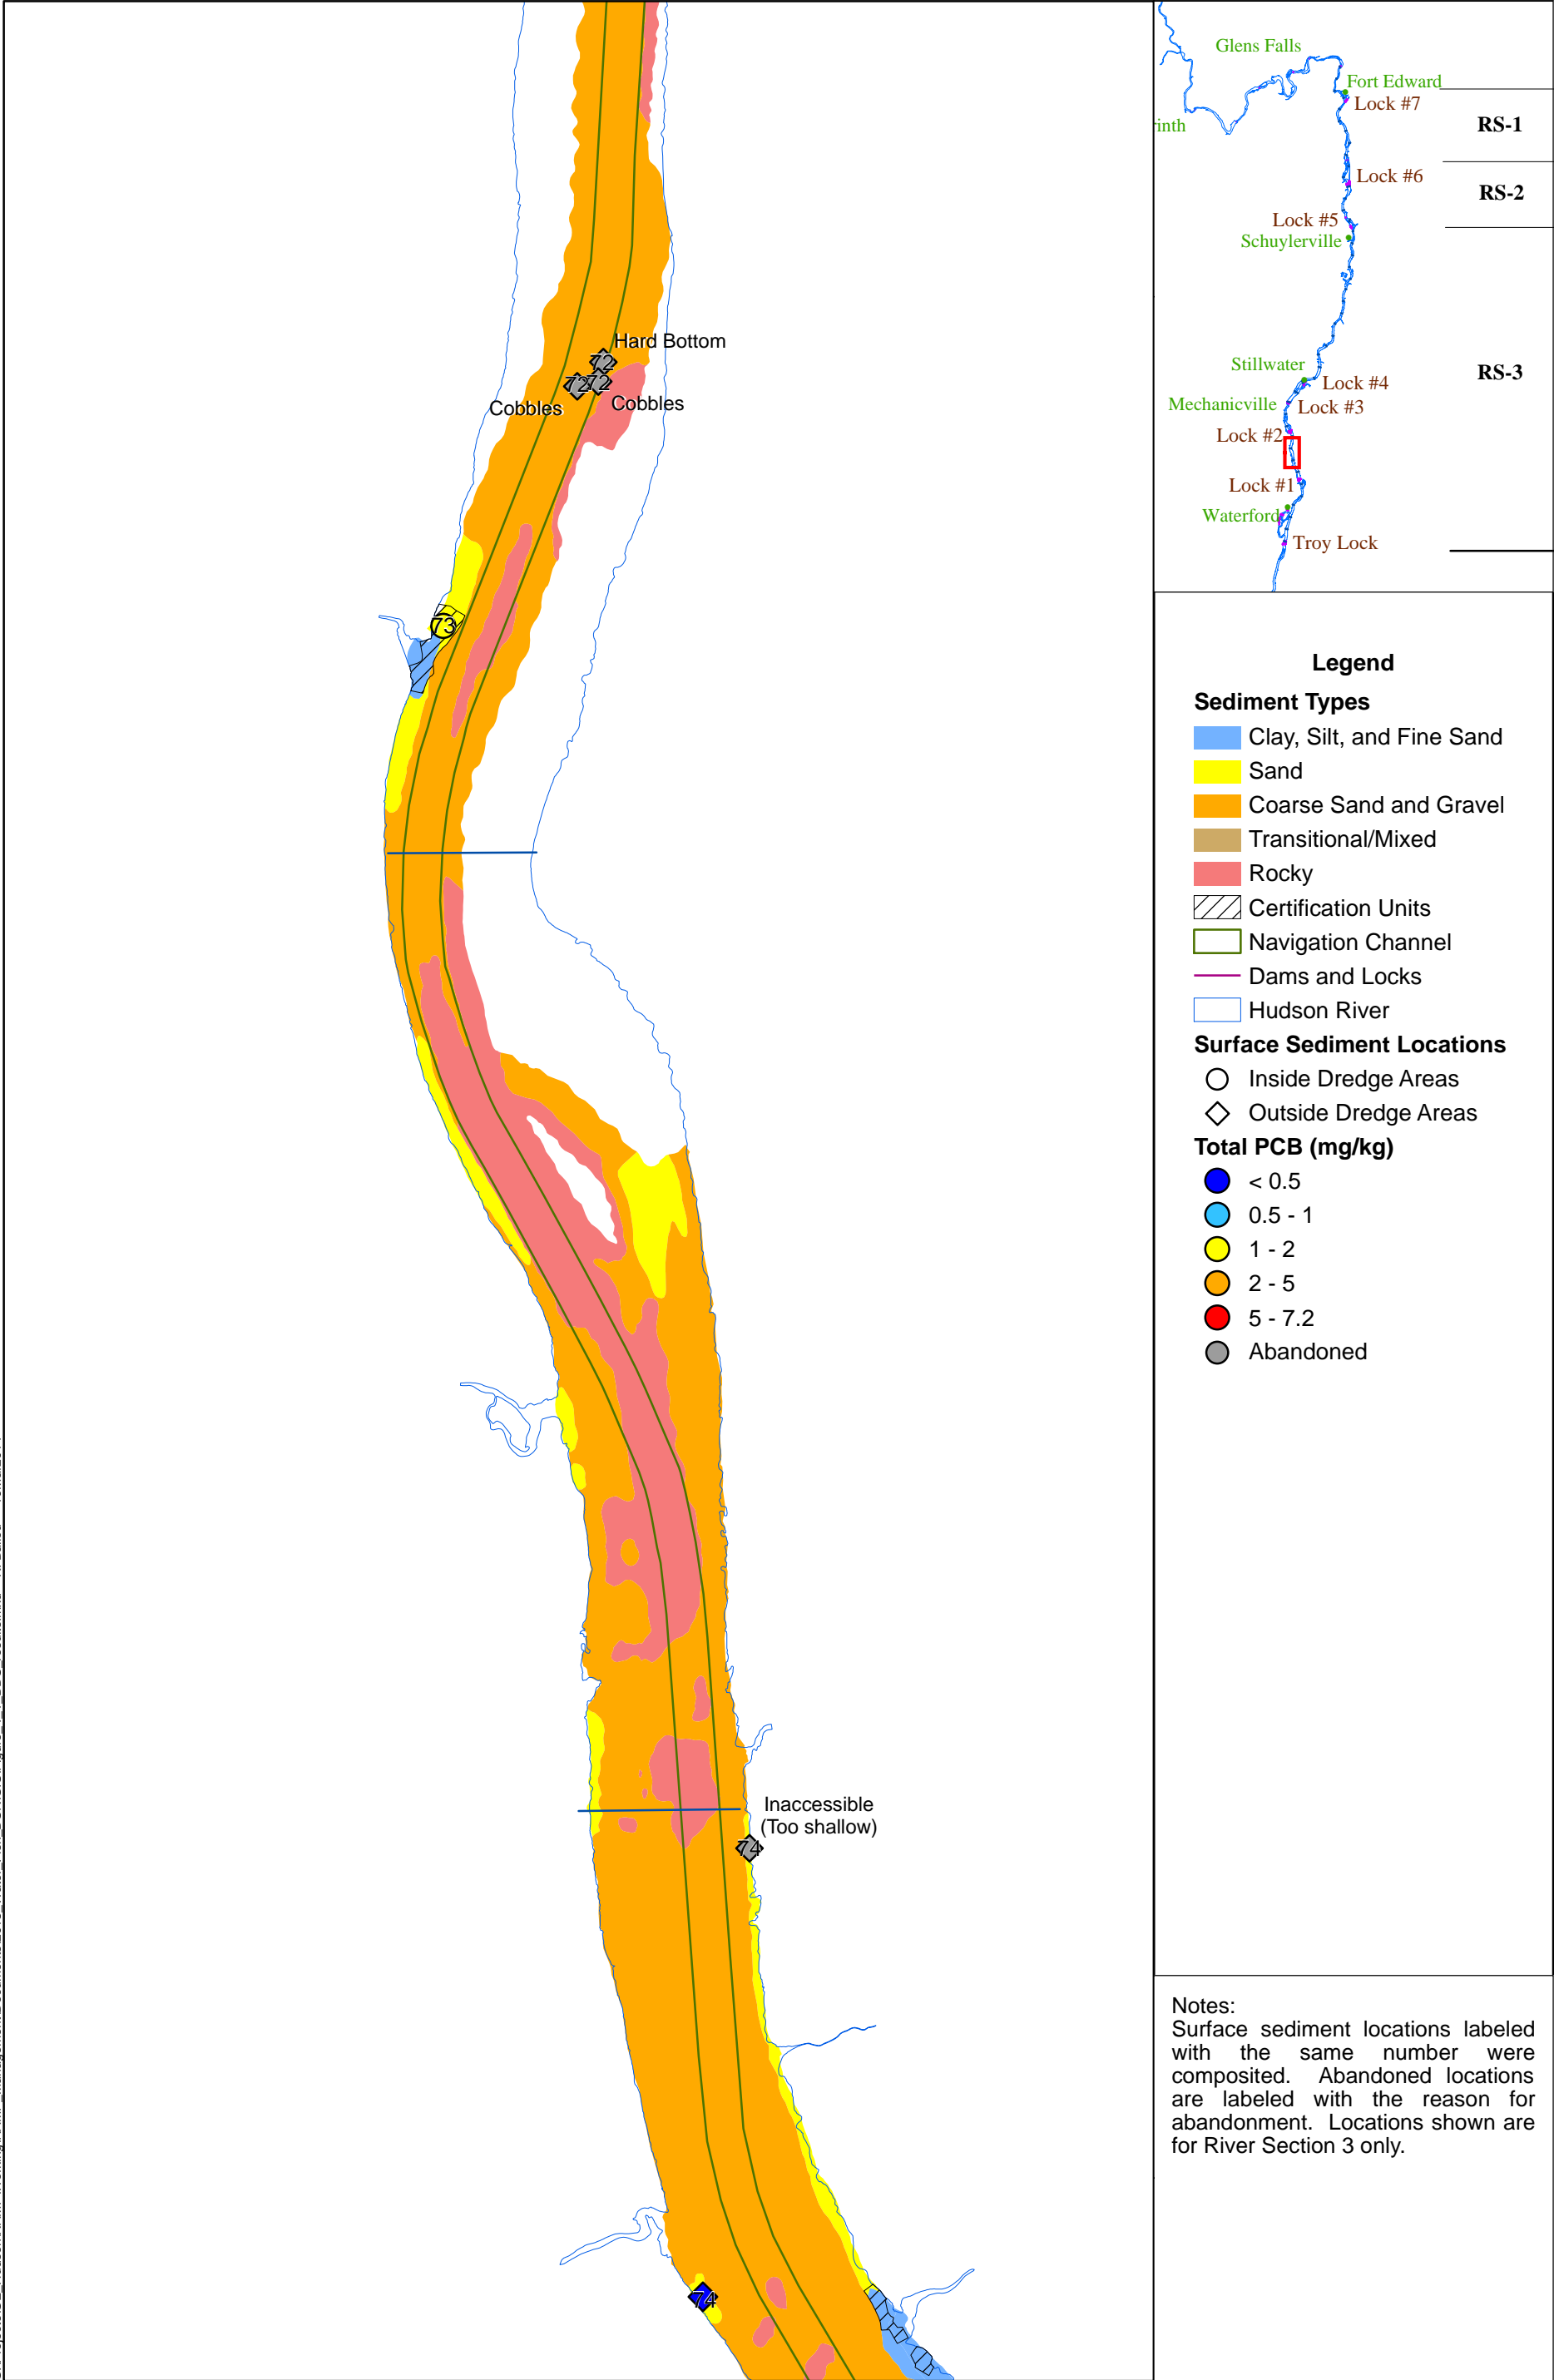 Hard Bottom
72
72
72
Cobbles
Cobbles
73
Inaccessible
(Too shallow)
74
74
Glens Falls
Fort Edward
Lock #7
rinth
RS-1
Lock #6
RS-2
Lock #5
Schuylerville
Stillwater
RS-3
Lock #4
Mechanicville
Lock #3
Lock #2
Lock #1
Waterford
Troy Lock
Legend
Sediment Types
Clay, Silt, and Fine Sand
Sand
Coarse Sand and Gravel
Transitional/Mixed
Rocky
Certification Units
Navigation Channel
Dams and Locks
Hudson River
Surface Sediment Locations
Inside Dredge Areas
Outside Dredge Areas
Total PCB (mg/kg)
< 0.5
0.5 - 1
1 - 2
2 - 5
5 - 7.2
Abandoned
Notes:
Surface sediment locations labeled
with the same number were
composited. Abandoned locations
are labeled with the reason for
abandonment. Locations shown are
for River Section 3 only.